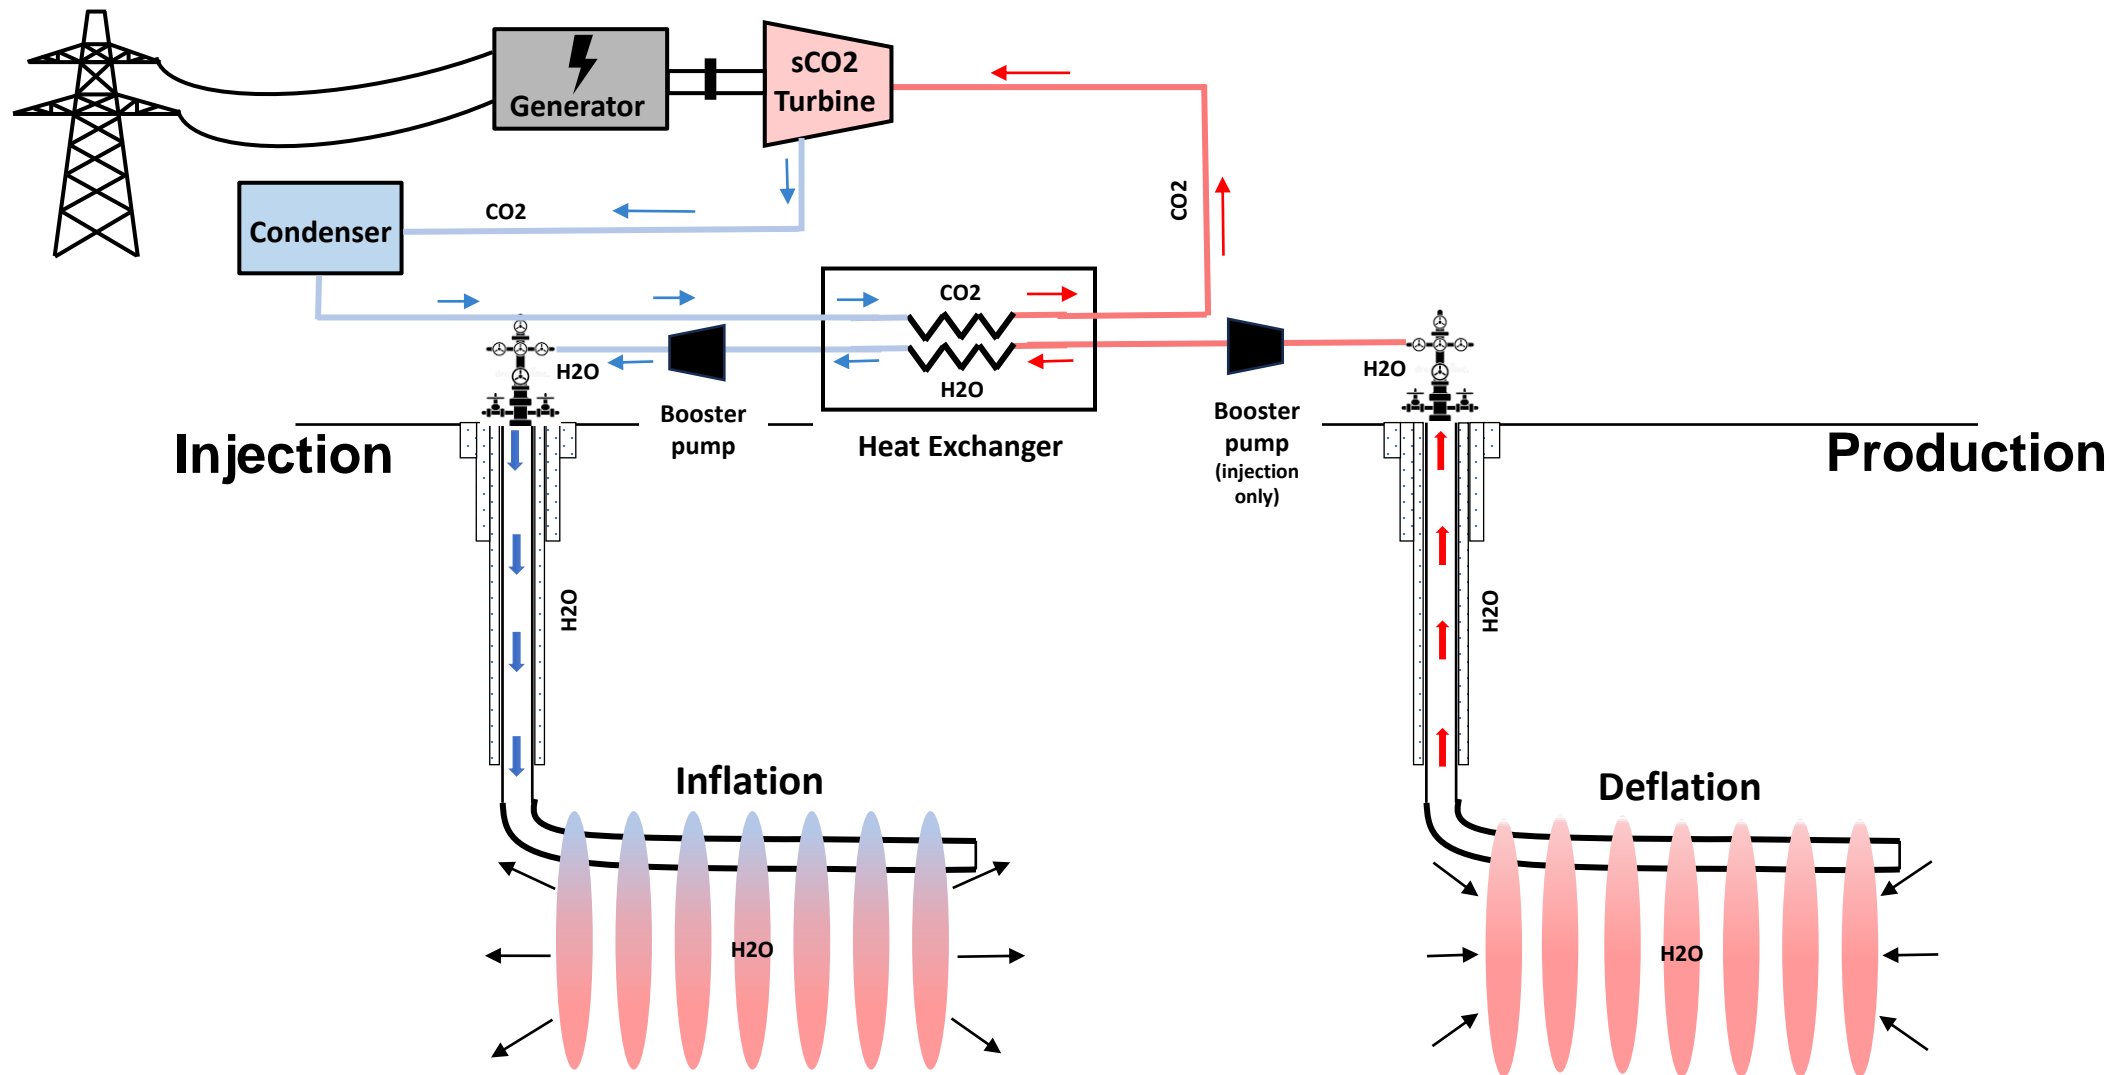 sCO2
Turbine
Generator
CO2
Condenser
CO2
CO2
H2O
H2O
H2O
Booster
pump
Heat Exchanger
Booster
pump
(injection
only)
Injection
Production
H2O
H2O
Inflation
Deflation
H2O
H2O